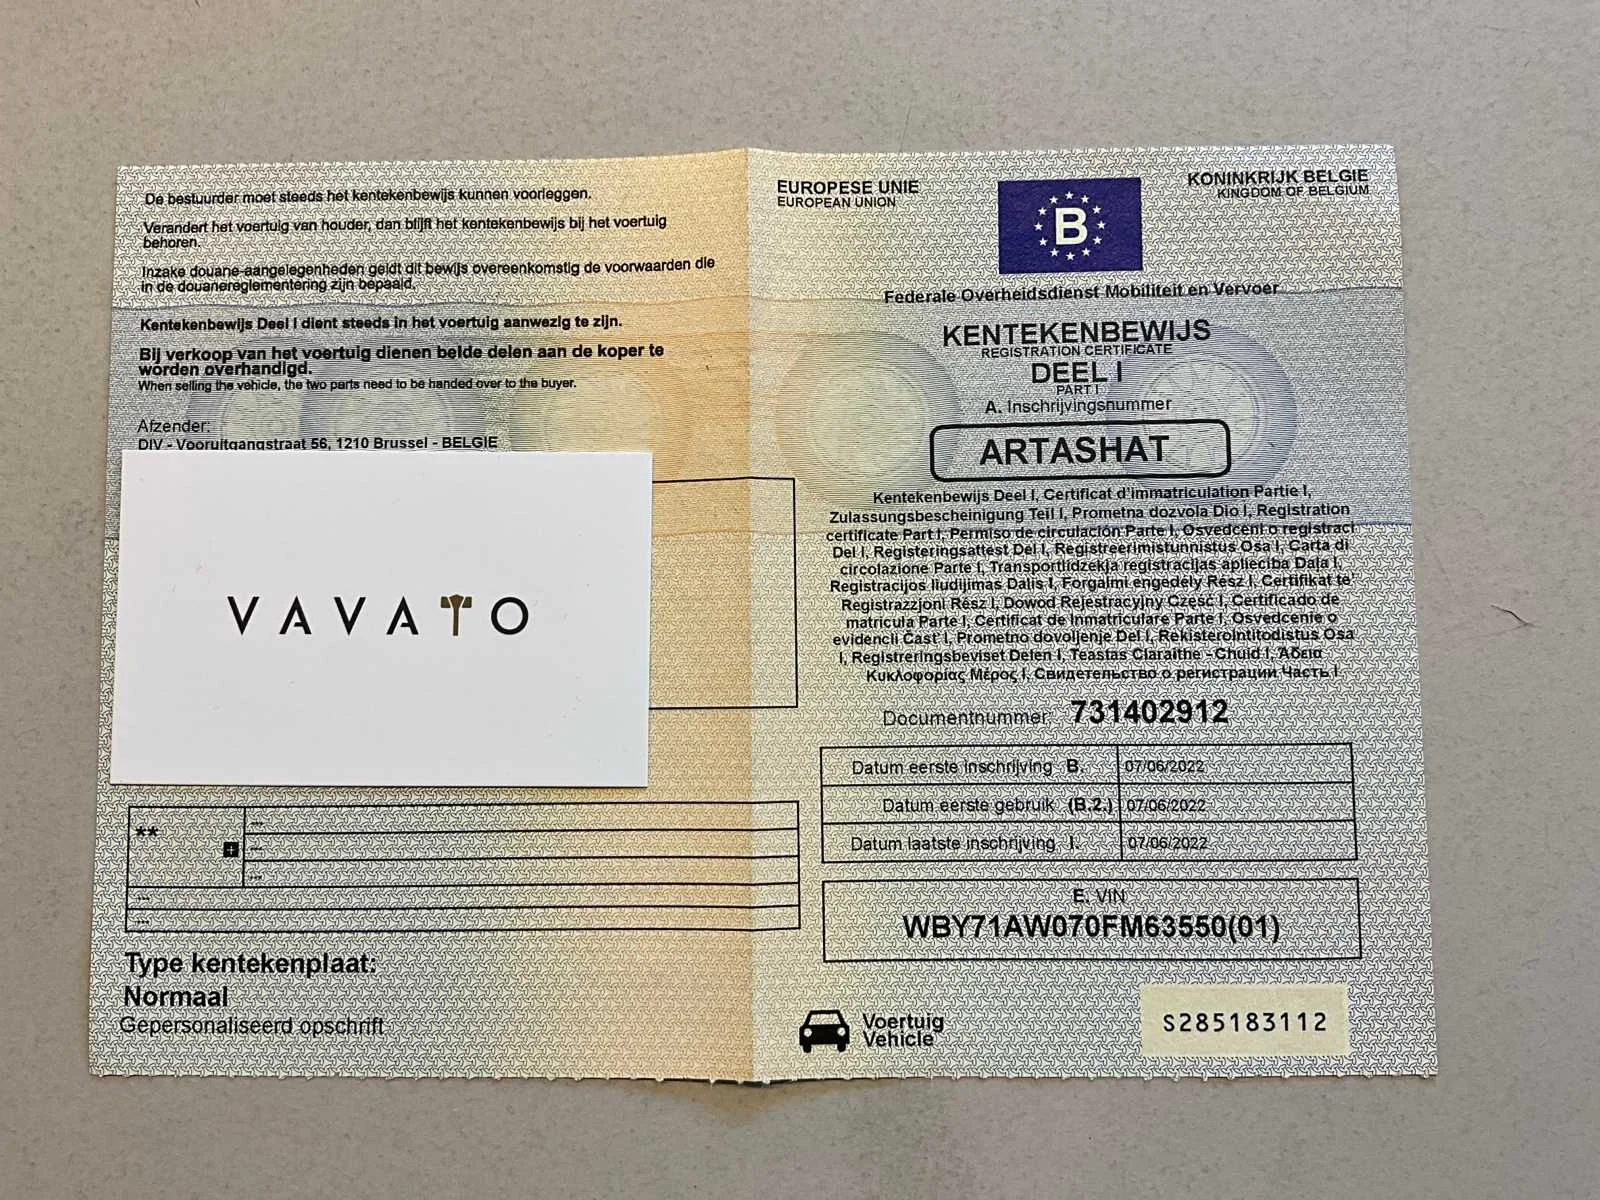 De bestuurder moet steeds het kentekenbewijs kunnen voorleggen.
Verandert het voertuig van houder, dan blijft het kentekenbewijs bij het voertuig
behoren.
Inzake douane-aangelegenheden geldt dit bewijs overeenkomstig de voorwaarden die
in de douanereglementering zijn bepaald.
Kentekenbewijs Deel I dient steeds in het voertuig aanwezig te zijn.
Bij verkoop van het voertuig dienen beide delen aan de koper te
worden overhandigd.
When selling the vehicle, the two parts need to be handed over to the buyer.
Afzender:
DIV - Vooruitgangstraat 56, 1210 Brussel - BELGIE
VAVATO
**
+
---
---
---
---
---
Type kentekenplaat:
Normaal
Gepersonaliseerd opschrift
EUROPESE UNIE
EUROPEAN UNION
B
KONINKRIJK BELGIE
KINGDOM OF BELGIUM
Federale Overheidsdienst Mobiliteit en Vervoer
KENTEKENBEWIJS
REGISTRATION CERTIFICATE
DEEL I
PART I
A. Inschrijvingsnummer
ARTASHAT
Kentekenbewijs Deel I, Certificat d'immatriculation Partie I,
Zulassungsbescheinigung Teil I, Prometna dozvola Dio I, Registration
certificate Part I, Permiso de circulación Parte I, Osvedceni o registraci
Del I, Registeringsattest Del I, Registreerimistunnistus Osa I, Carta di
circolazione Parte I, Transportlidzekja registracijas aplieciba Dala I,
Registracijos liudijimas Dalis I, Forgalmi engedély Rész I, Certifikat ta'
Registrazzjoni Rész I, Dowod Rejestracyjny Część I, Certificado de
matricula Parte I, Certificat de Inmatriculare Parte I, Osvedcenie o
evidencii Cast' I, Prometno dovoljenje Del I, Rekisterointitodistus Osa
I, Registreringsbeviset Delen I, Teastas Claraithe - Chuid I, Άδεια
Κυκλοφορίας Μέρος I, Свидетельство о регистрации Часть I
Documentnummer: 731402912
Datum eerste inschrijving B. 07/06/2022
Datum eerste gebruik (B.2.) 07/06/2022
Datum laatste inschrijving I. 07/06/2022
E. VIN
WBY71AW070FM63550(01)
Voertuig
Vehicle
S285183112